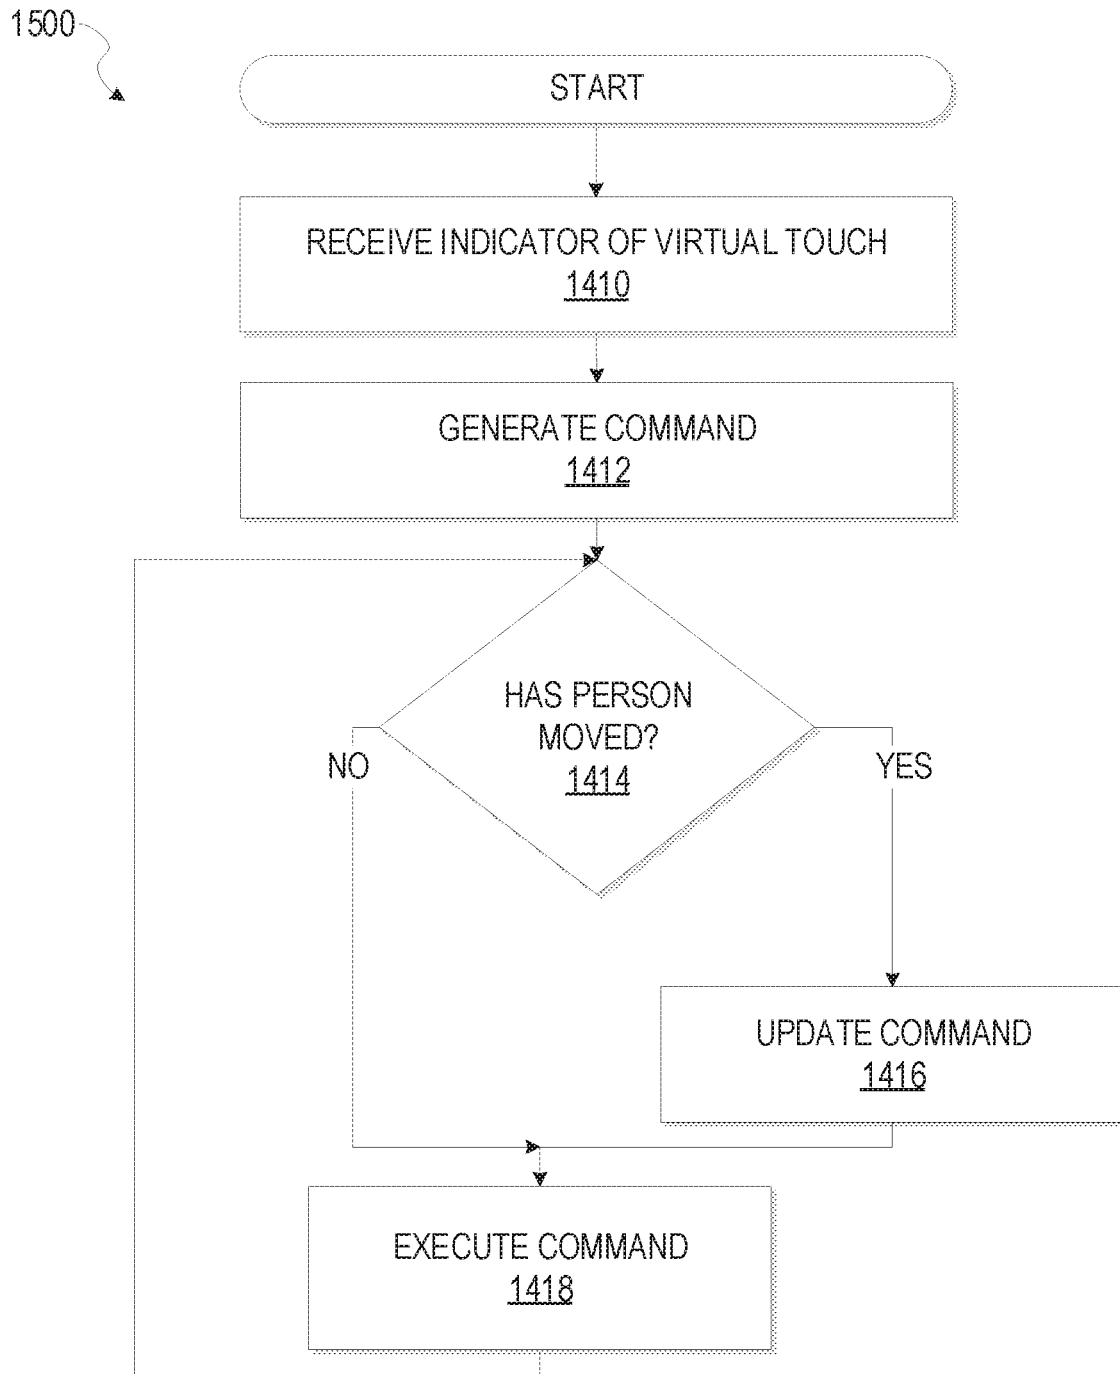 1500
START
RECEIVE INDICATOR OF VIRTUAL TOUCH
1410
GENERATE COMMAND
1412
HAS PERSON
MOVED?
1414
NO
YES
UPDATE COMMAND
1416
EXECUTE COMMAND
1418